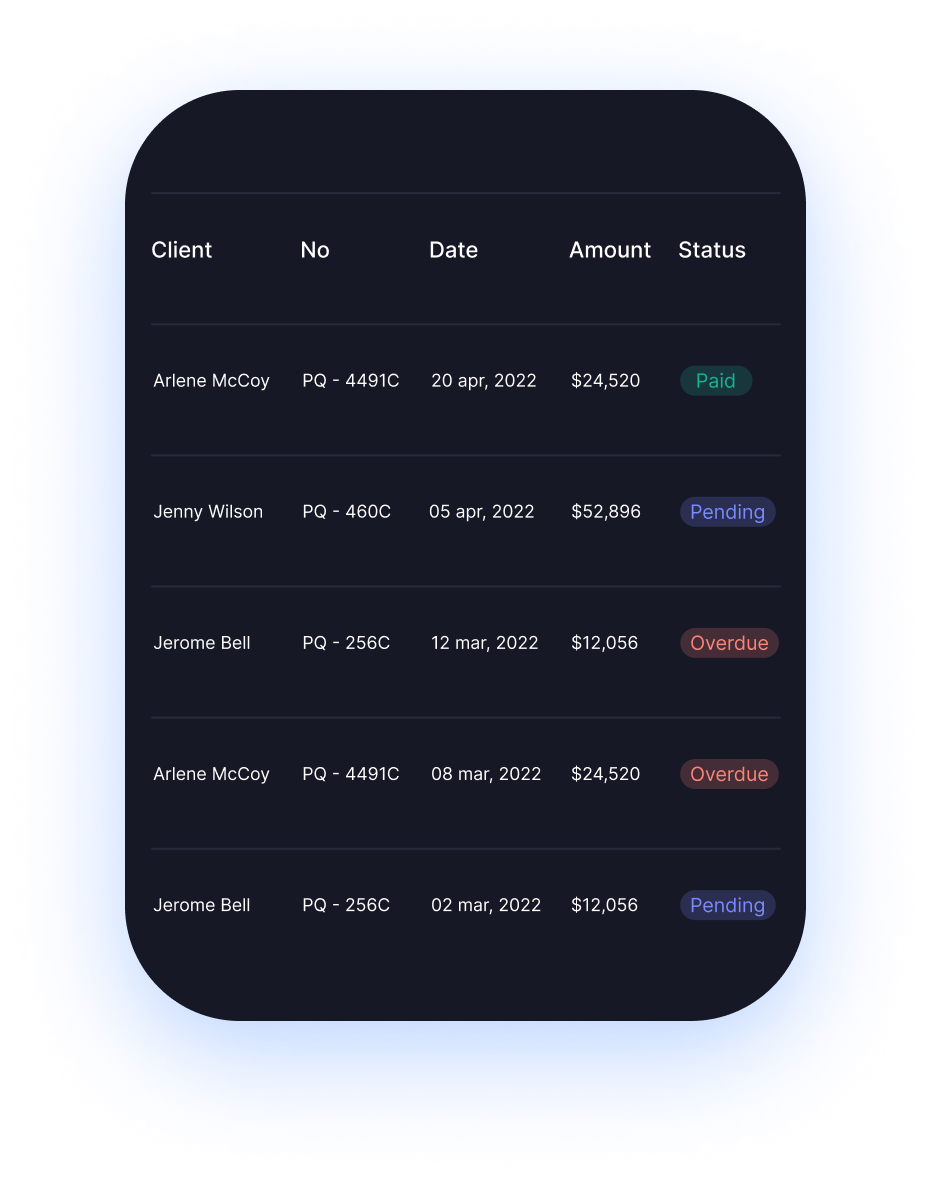 Client No Date Amount Status
Arlene McCoy PQ - 4491C 20 apr, 2022 $24,520 Paid
Jenny Wilson PQ - 460C 05 apr, 2022 $52,896 Pending
Jerome Bell PQ - 256C 12 mar, 2022 $12,056 Overdue
Arlene McCoy PQ - 4491C 08 mar, 2022 $24,520 Overdue
Jerome Bell PQ - 256C 02 mar, 2022 $12,056 Pending